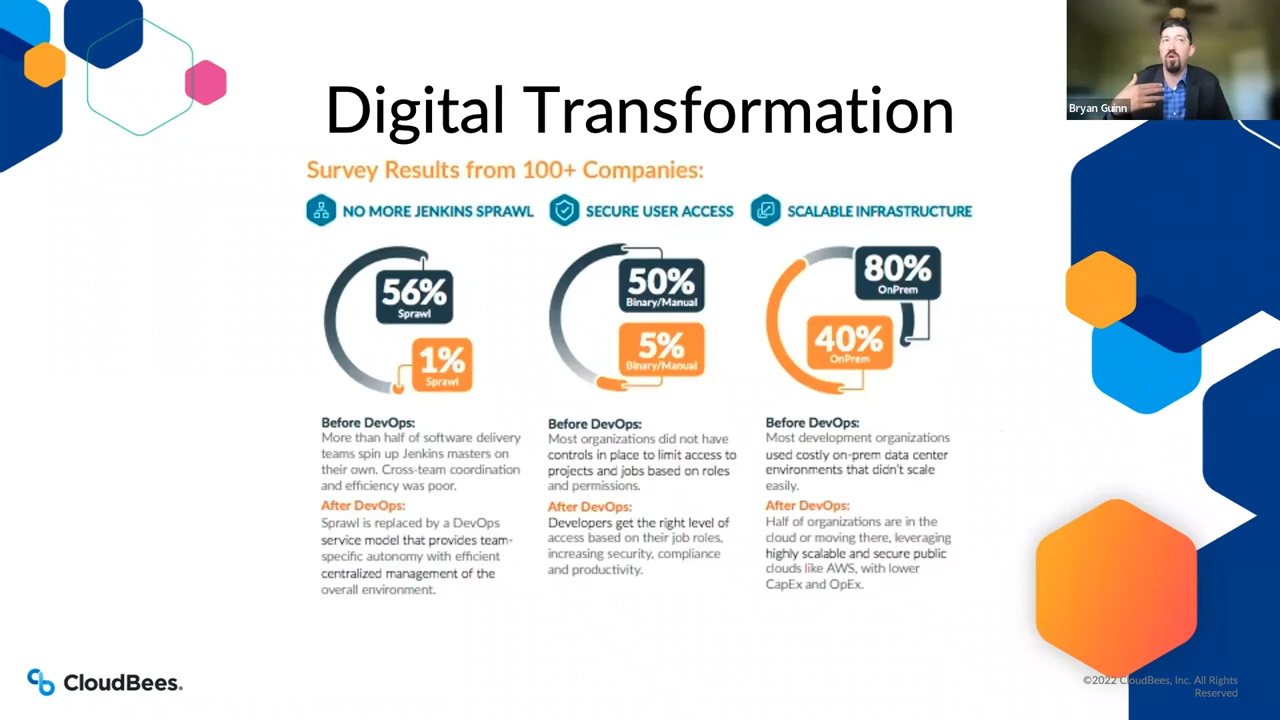 Bryan Guinn
Digital Transformation
Survey Results from 100+ Companies:
NO MORE JENKINS SPRAWL
56%
Sprawl
1%
Sprawl
Before DevOps:
More than half of software delivery
teams spin up Jenkins masters on
their own. Cross-team coordination
and efficiency was poor.
After DevOps:
Sprawl is replaced by a DevOps
service model that provides team-
specific autonomy with efficient
centralized management of the
overall environment.
SECURE USER ACCESS
50%
Binary/Manual
5%
Binary/Manual
Before DevOps:
Most organizations did not have
controls in place to limit access to
projects and jobs based on roles
and permissions.
After DevOps:
Developers get the right level of
access based on their job roles,
increasing security, compliance
and productivity.
SCALABLE INFRASTRUCTURE
80%
OnPrem
40%
OnPrem
Before DevOps:
Most development organizations
used costly on-prem data center
environments that didn't scale
easily.
After DevOps:
Half of organizations are in the
cloud or moving there, leveraging
highly scalable and secure public
clouds like AWS, with lower
CapEx and OpEx.
CloudBees.
©2022 CloudBees, Inc. All Rights
Reserved